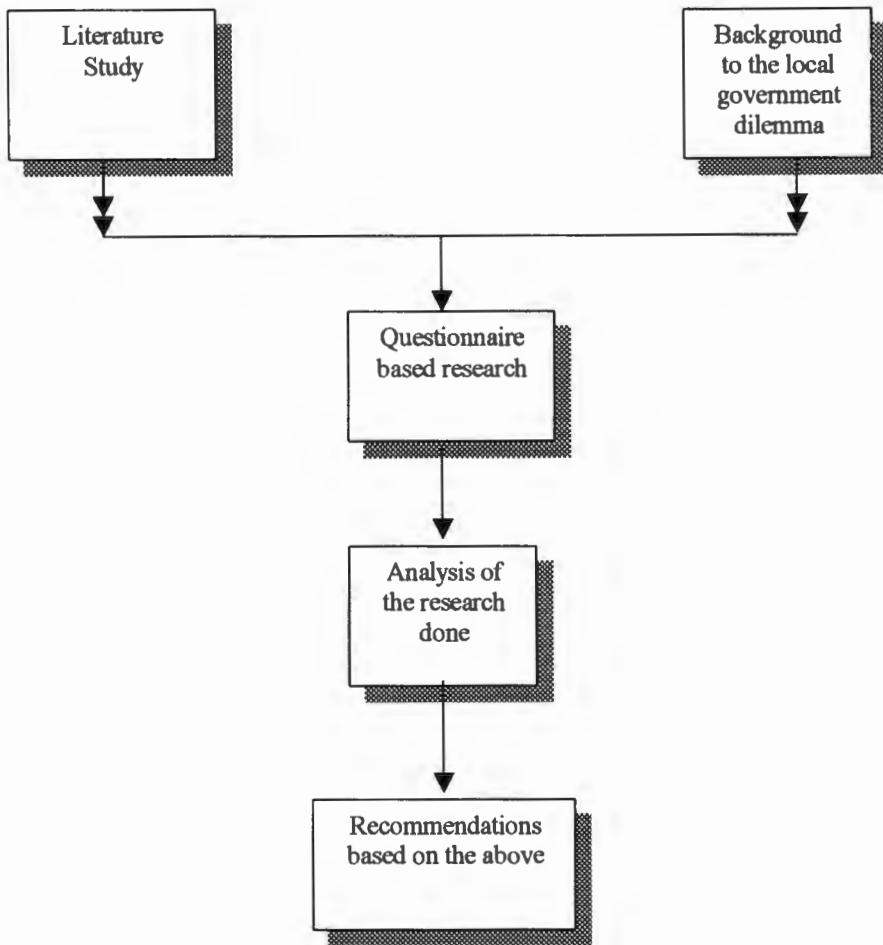 Literature
Study
Background
to the local
government
dilemma
Questionnaire
based research
Analysis of
the research
done
Recommendations
based on the above